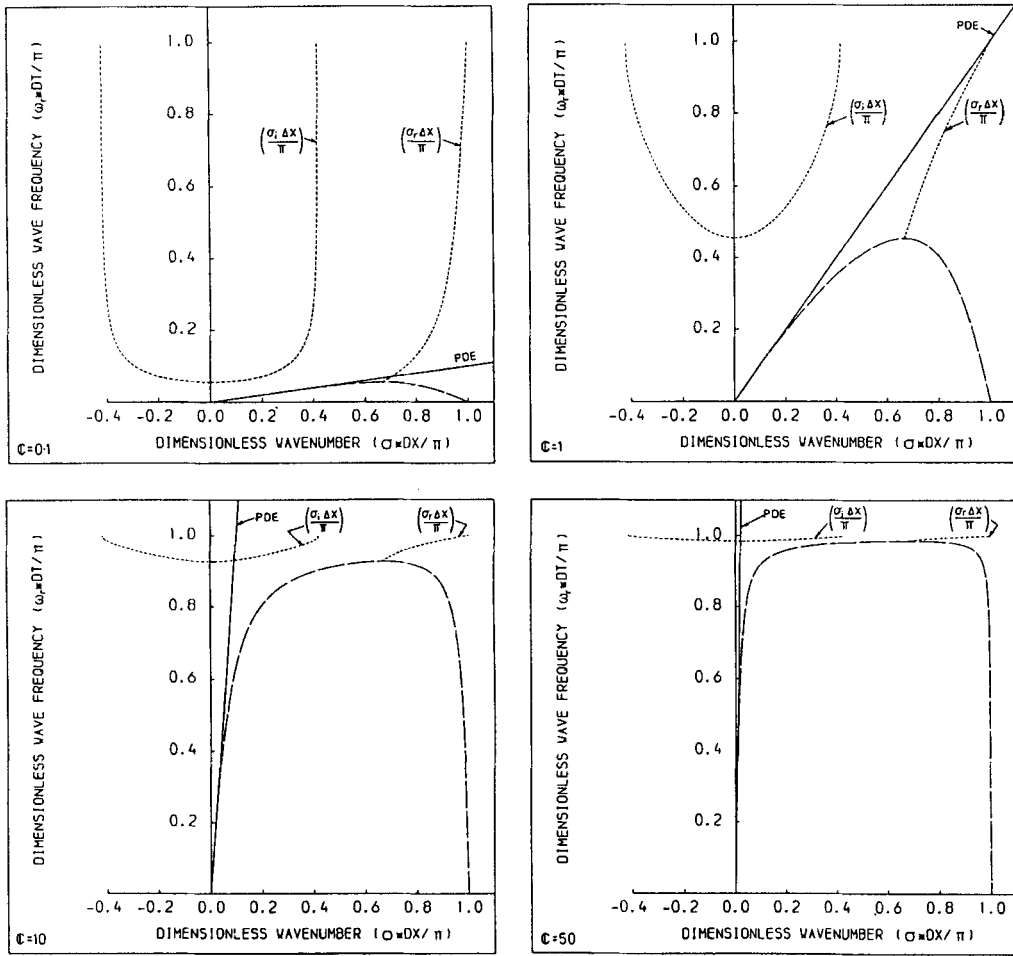 DIMENSIONLESS WAVE FREQUENCY (ωᵣ*DT/π)
1.0
0.8
0.6
0.4
0.2
(σᵢ ΔX / π)
(σᵣ ΔX / π)
PDE
-0.4 -0.2 0.0 0.2 0.4 0.6 0.8 1.0
DIMENSIONLESS WAVENUMBER (σ*DX/π)
ℂ=0·1
DIMENSIONLESS WAVE FREQUENCY (ωᵣ*DT/π)
1.0
0.8
0.6
0.4
0.2
PDE
(σᵢ ΔX / π)
(σᵣ ΔX / π)
-0.4 -0.2 0.0 0.2 0.4 0.6 0.8 1.0
DIMENSIONLESS WAVENUMBER (σ*DX/π)
ℂ=1
DIMENSIONLESS WAVE FREQUENCY (ωᵣ*DT/π)
1.0
0.8
0.6
0.4
0.2
PDE
(σᵢ ΔX / π)
(σᵣ ΔX / π)
-0.4 -0.2 0.0 0.2 0.4 0.6 0.8 1.0
DIMENSIONLESS WAVENUMBER (σ*DX/π)
ℂ=10
DIMENSIONLESS WAVE FREQUENCY (ωᵣ*DT/π)
1.0
0.8
0.6
0.4
0.2
PDE
(σᵢ ΔX / π)
(σᵣ ΔX / π)
-0.4 -0.2 0.0 0.2 0.4 0.6 0.8 1.0
DIMENSIONLESS WAVENUMBER (σ*DX/π)
ℂ=50